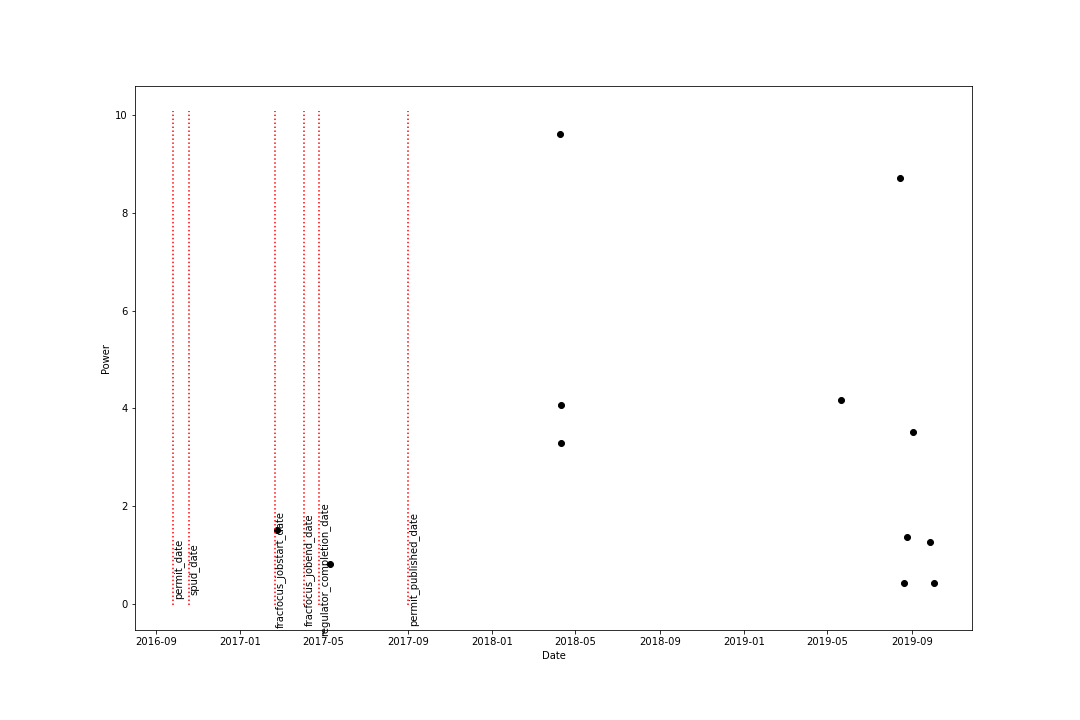 10
8
6
4
2
0
Power
permit_date
spud_date
fracfocus_jobstart_date
fracfocus_jobend_date
regulator_completion_date
permit_published_date
2016-09
2017-01
2017-05
2017-09
2018-01
2018-05
2018-09
2019-01
2019-05
2019-09
Date